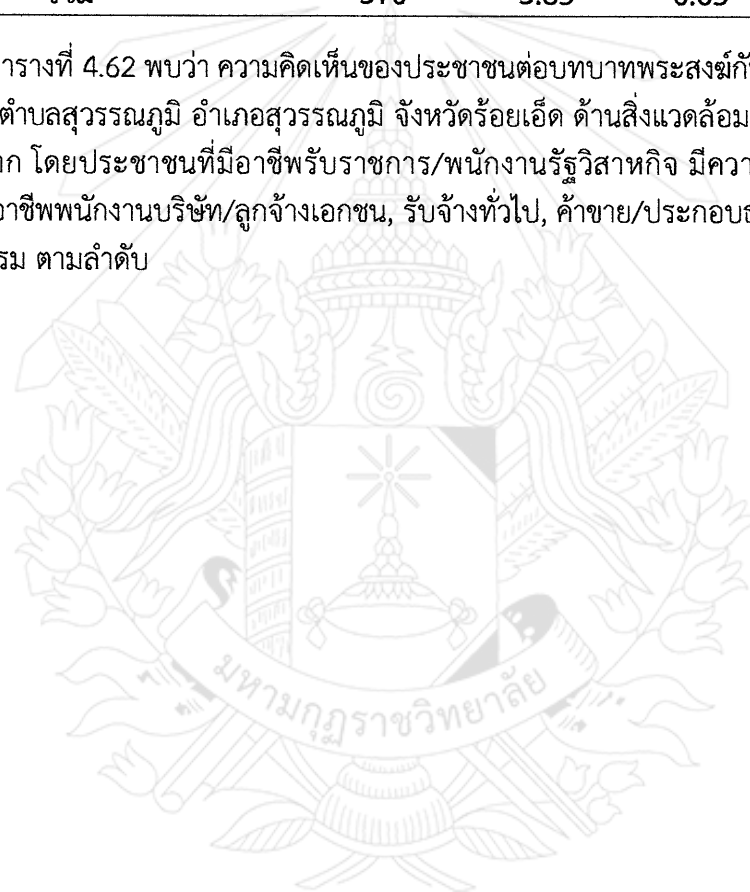 ารางที่ 4.62 พบว่า ความคิดเห็นของประชาชนต่อบทบาทพระสงฆ์กั
ตำบลสุวรรณภูมิ อำเภอสุวรรณภูมิ จังหวัดร้อยเอ็ด ด้านสิ่งแวดล้อม
าก โดยประชาชนที่มีอาชีพรับราชการ/พนักงานรัฐวิสาหกิจ มีควา
อาชีพพนักงานบริษัท/ลูกจ้างเอกชน, รับจ้างทั่วไป, ค้าขาย/ประกอบธ
รม ตามลำดับ
มหามกุฏราชวิทยาลัย